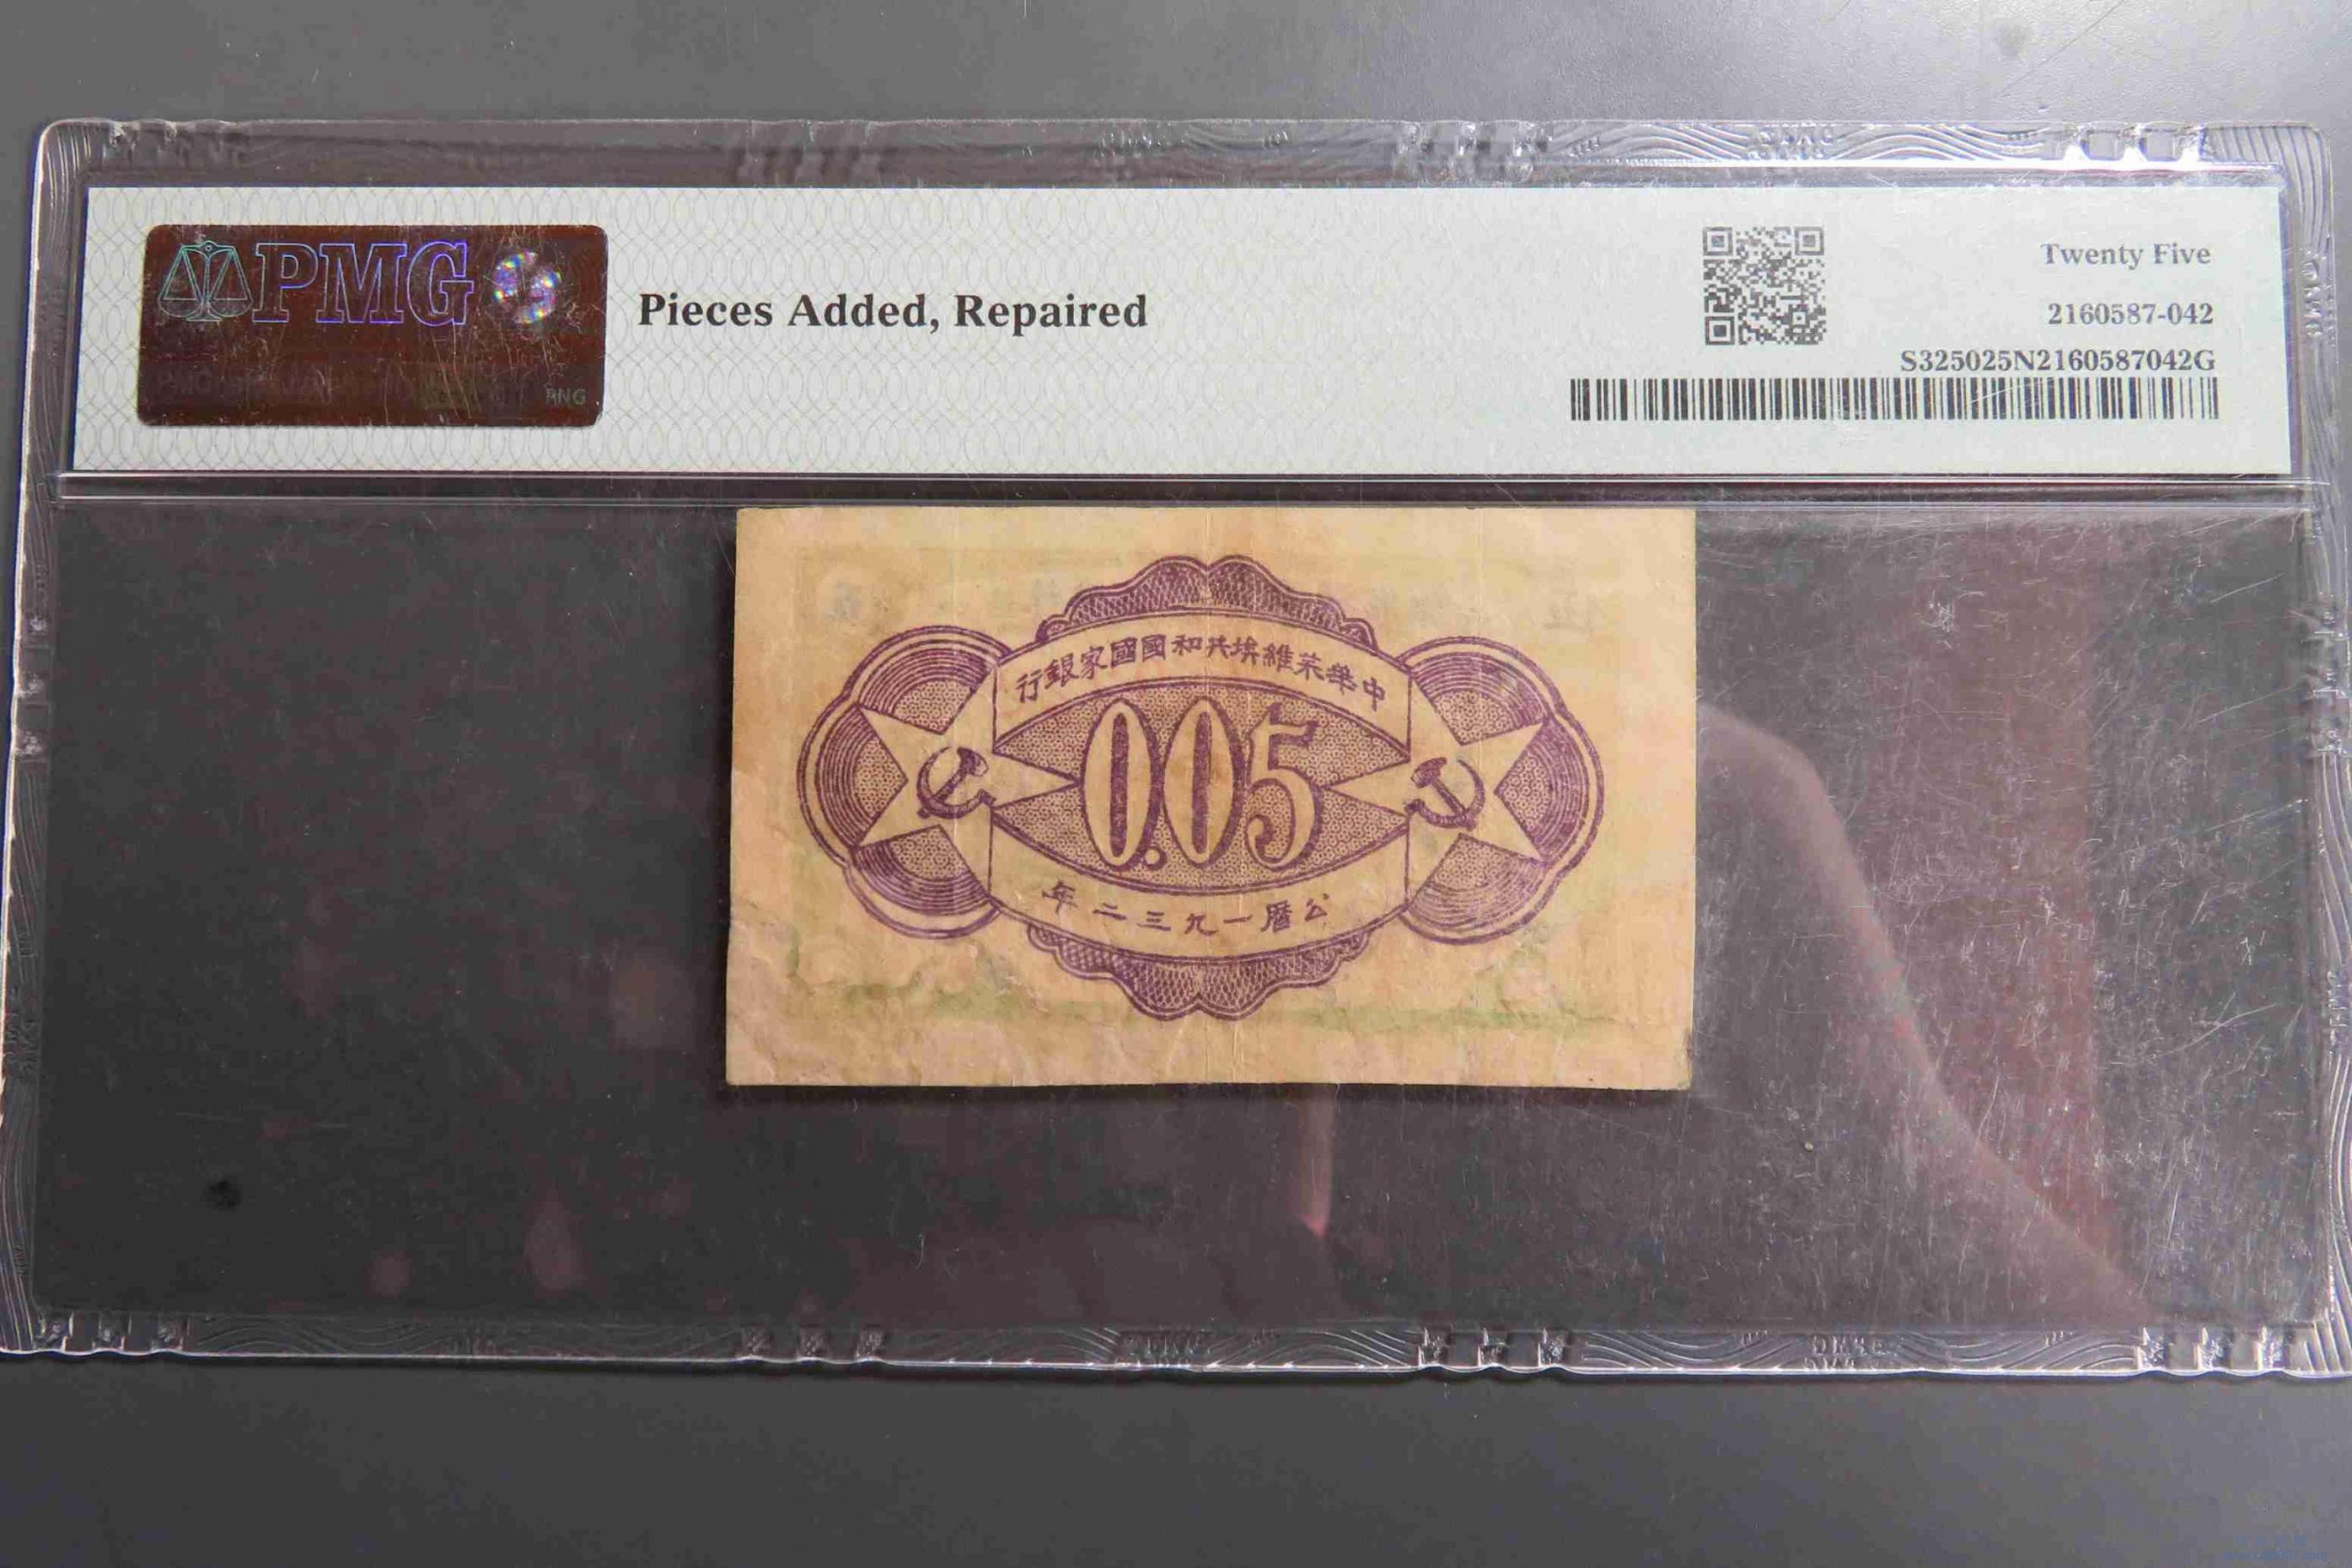 PMG
PNG
Pieces Added, Repaired
Twenty Five
2160587-042
S325025N2160587042G
中華蘇維埃共和國國家銀行
0.05
公曆一九三二年